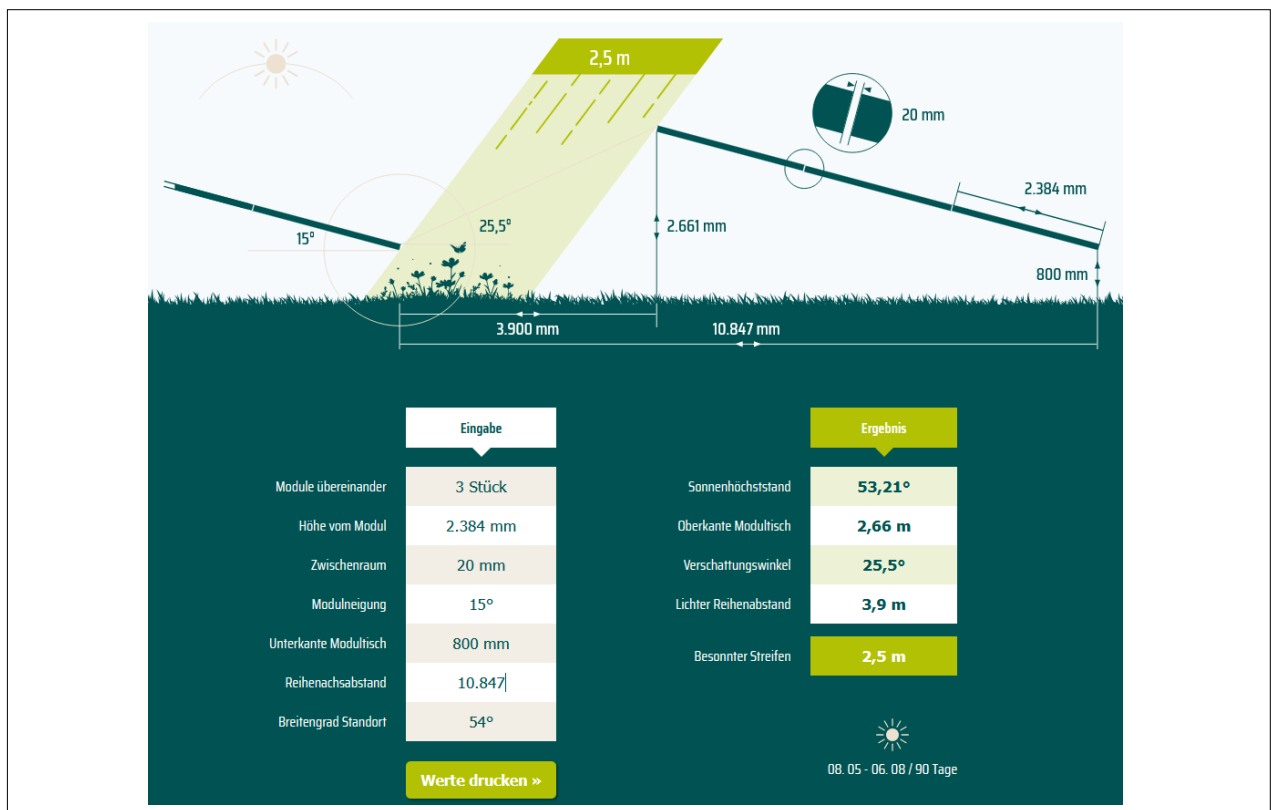 2,5 m
20 mm
2.384 mm
15°
25,5°
2.661 mm
800 mm
3.900 mm
10.847 mm
Eingabe
Module übereinander 3 Stück
Höhe vom Modul 2.384 mm
Zwischenraum 20 mm
Modulneigung 15°
Unterkante Modultisch 800 mm
Reihenachsabstand 10.847
Breitengrad Standort 54°
Werte drucken »
Ergebnis
Sonnenhöchststand 53,21°
Oberkante Modultisch 2,66 m
Verschattungswinkel 25,5°
Lichter Reihenabstand 3,9 m
Besonnter Streifen 2,5 m
08. 05 - 06. 08 / 90 Tage